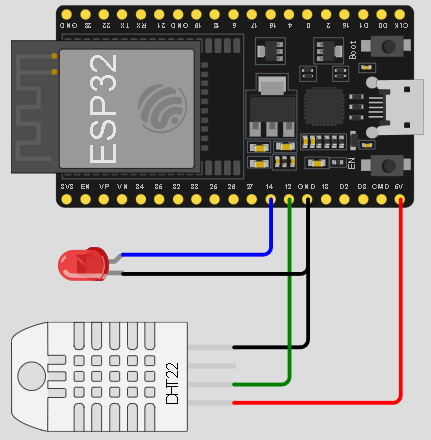 GND 23 22 TX RX 21 GND 19 18 5 17 16 4 0 2 15 D1 D0 CLK
Boot
ESP32
EN
3V3 EN VP VN 34 35 32 33 25 26 27 14 12 GND 13 D2 D3 CMD 5V
DHT22